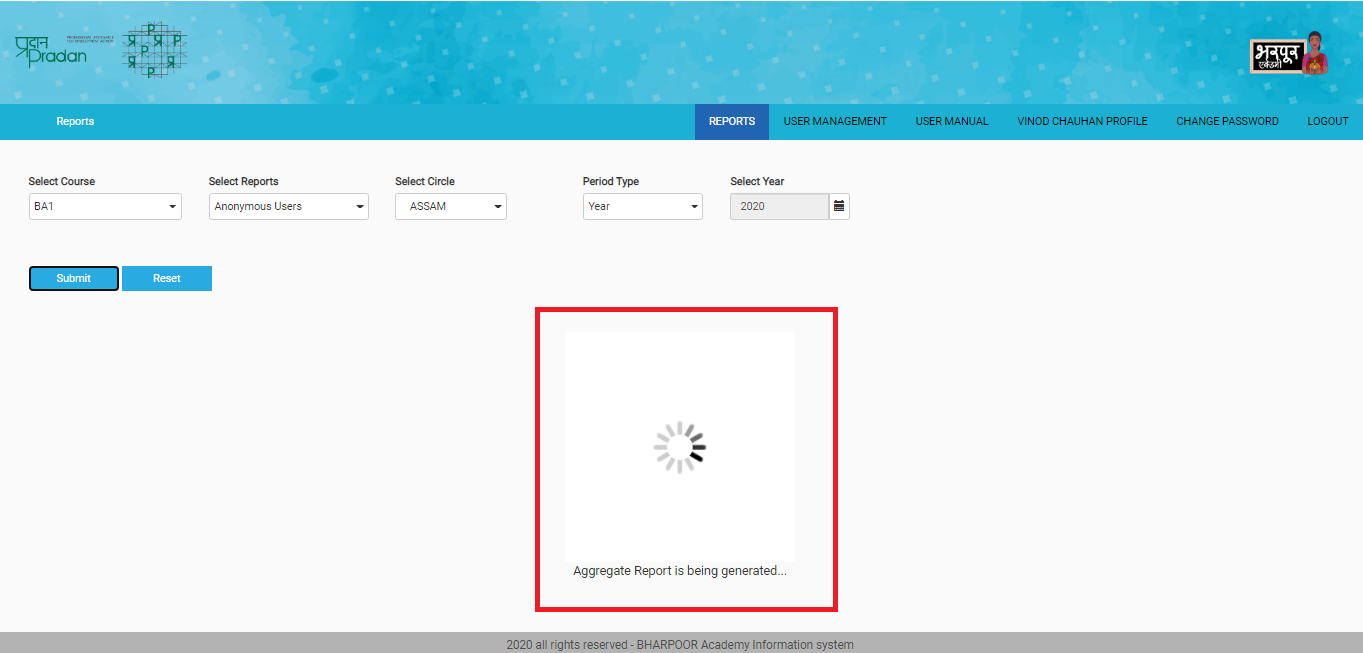 प्रदान
Pradan
PROFESSIONAL ASSISTANCE
FOR DEVELOPMENT ACTION
भरपूर
एकेडमी
Reports
REPORTS
USER MANAGEMENT
USER MANUAL
VINOD CHAUHAN PROFILE
CHANGE PASSWORD
LOGOUT
Select Course
Select Reports
Select Circle
Period Type
Select Year
BA1
Anonymous Users
ASSAM
Year
2020
Submit
Reset
Aggregate Report is being generated...
2020 all rights reserved - BHARPOOR Academy Information system